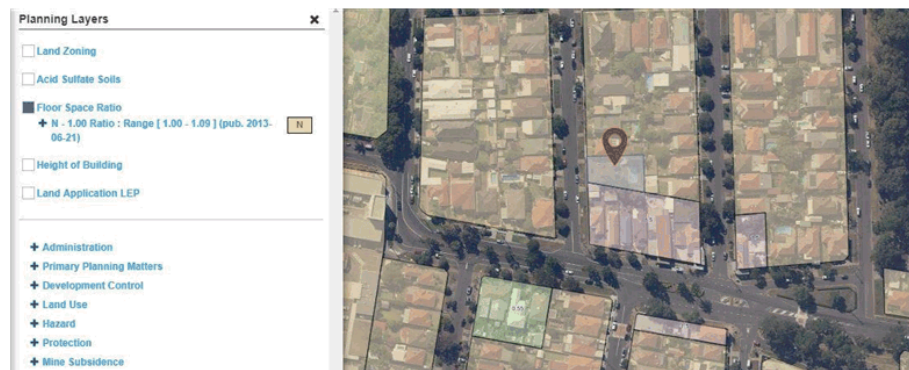 Planning Layers
Land Zoning
Acid Sulfate Soils
Floor Space Ratio
N - 1.00 Ratio : Range [ 1.00 - 1.09 ] (pub. 2013-
06-21)
N
Height of Building
Land Application LEP
Administration
Primary Planning Matters
Development Control
Land Use
Hazard
Protection
Mine Subsidence
0.55